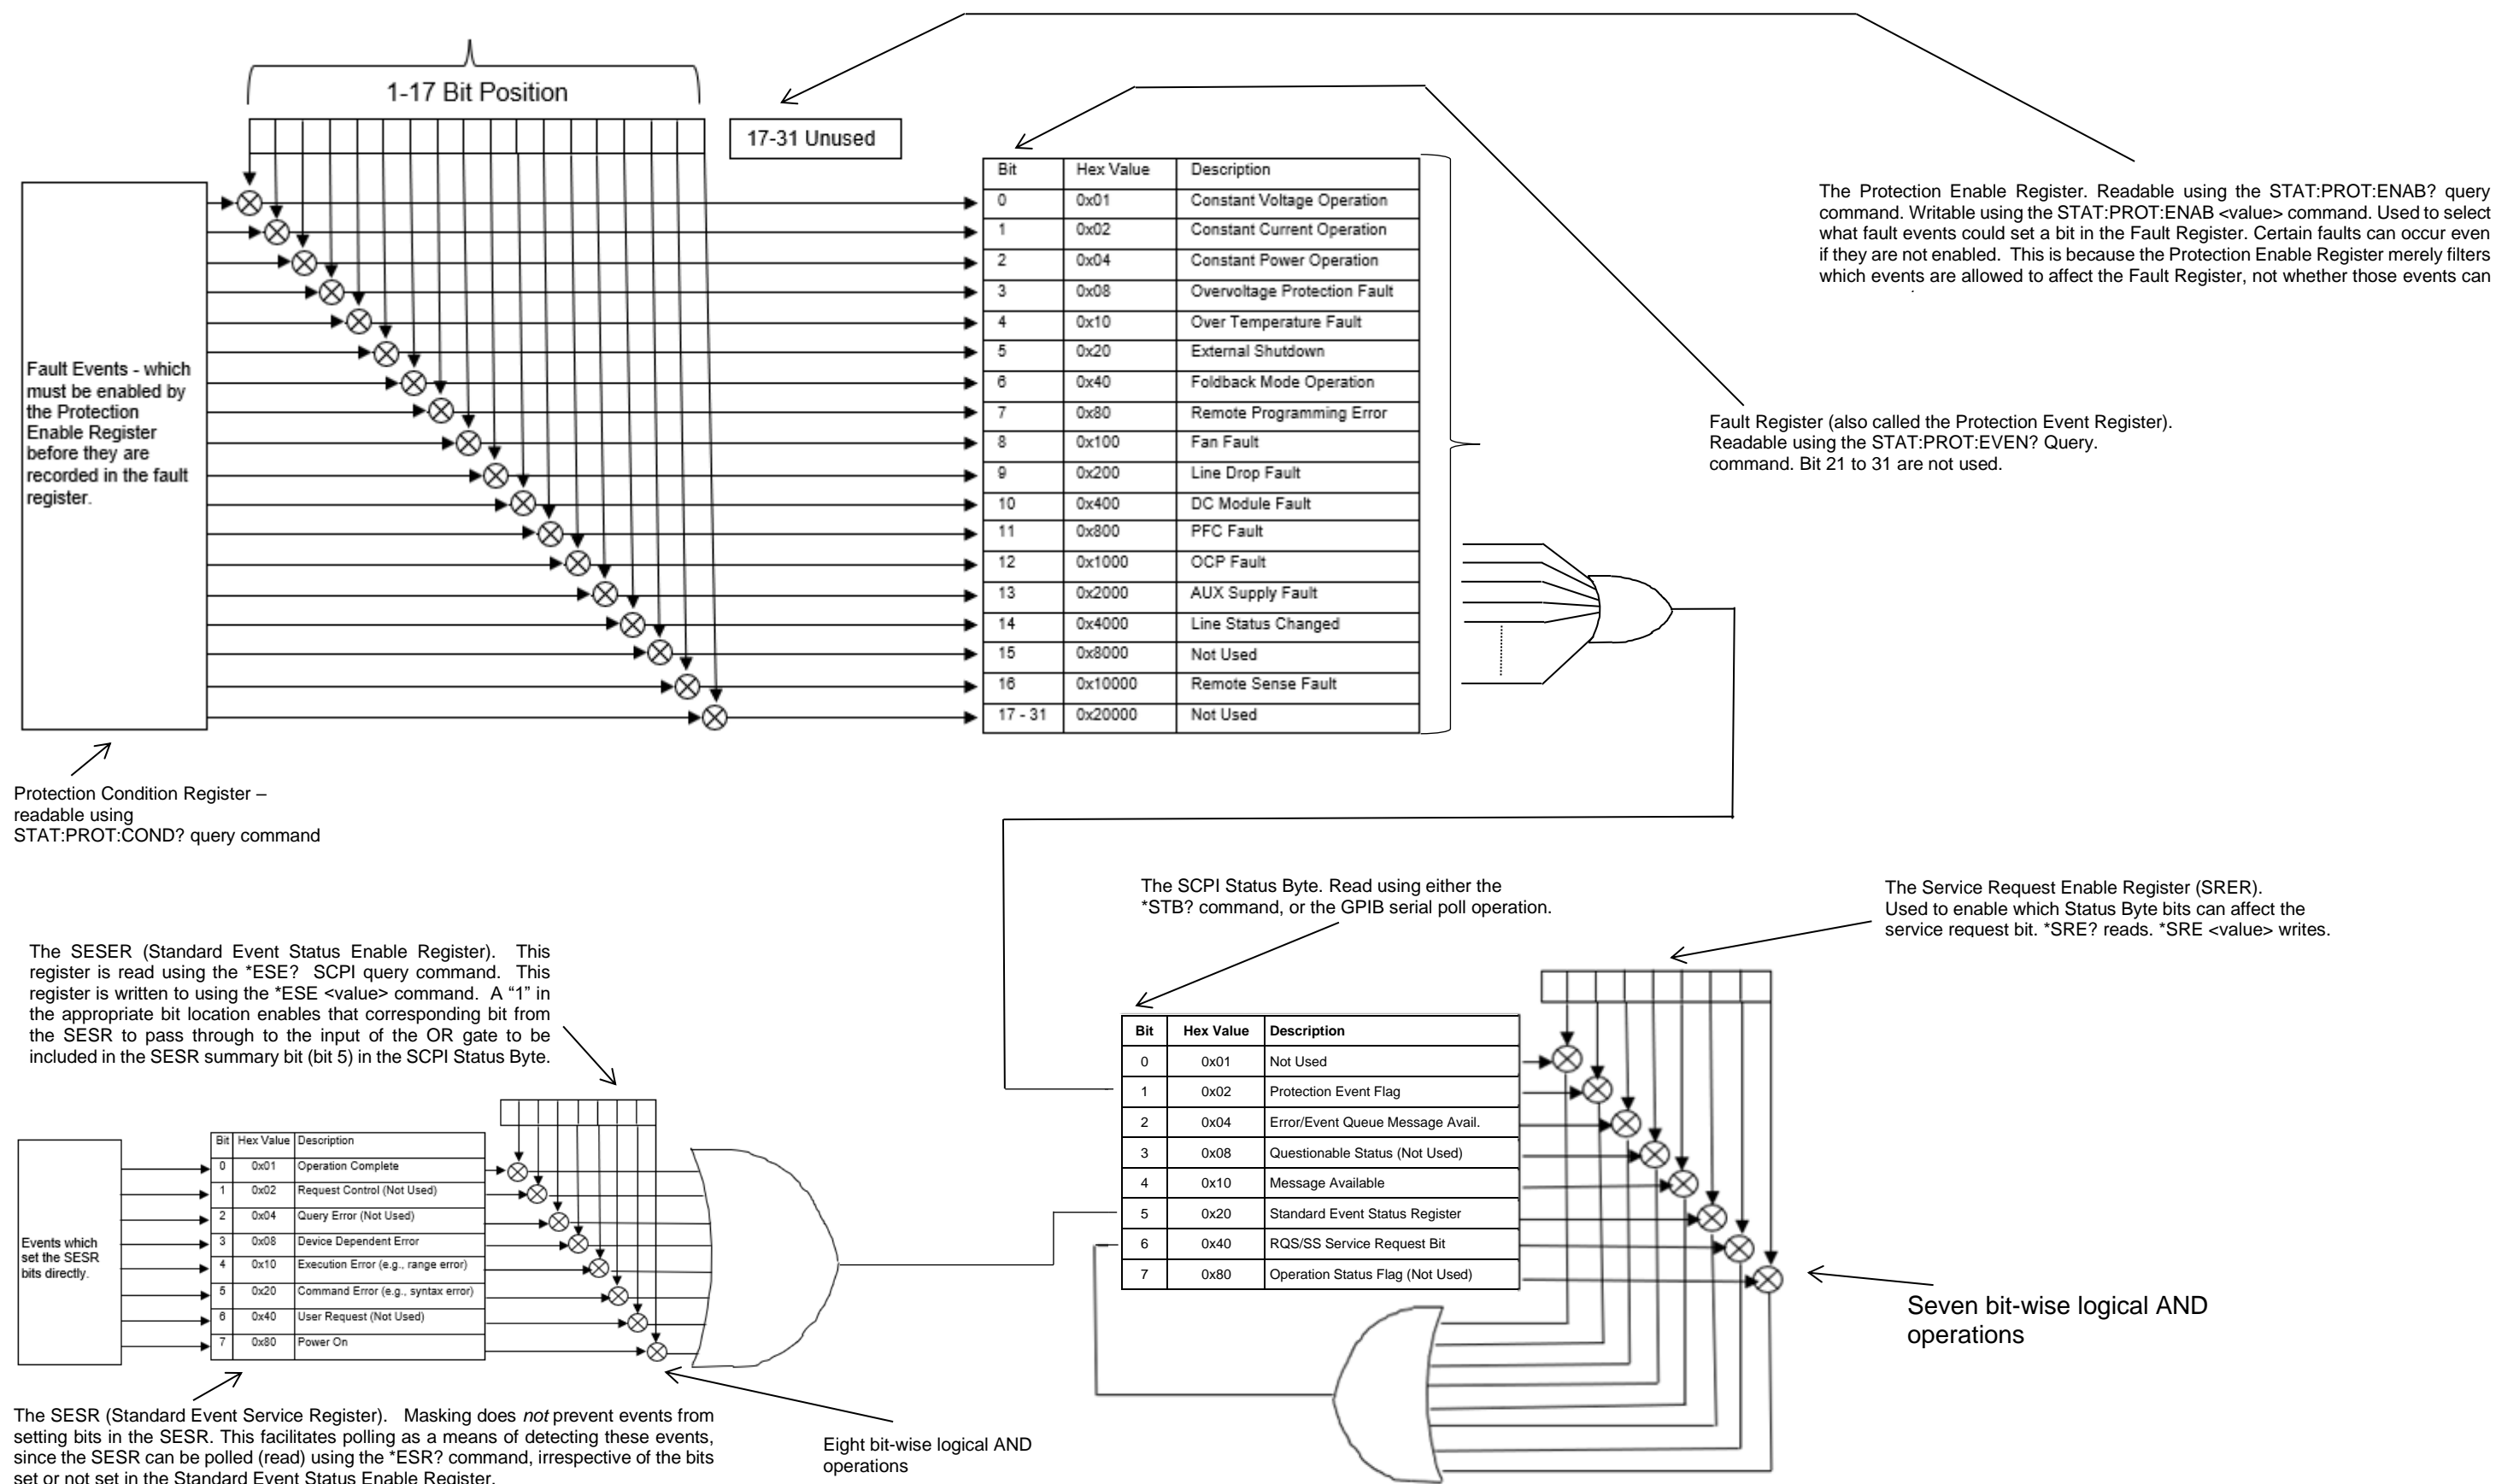 1-17 Bit Position
17-31 Unused
Bit Hex Value Description
0 0x01 Constant Voltage Operation
1 0x02 Constant Current Operation
2 0x04 Constant Power Operation
3 0x08 Overvoltage Protection Fault
4 0x10 Over Temperature Fault
5 0x20 External Shutdown
6 0x40 Foldback Mode Operation
7 0x80 Remote Programming Error
8 0x100 Fan Fault
9 0x200 Line Drop Fault
10 0x400 DC Module Fault
11 0x800 PFC Fault
12 0x1000 OCP Fault
13 0x2000 AUX Supply Fault
14 0x4000 Line Status Changed
15 0x8000 Not Used
16 0x10000 Remote Sense Fault
17 - 31 0x20000 Not Used
The Protection Enable Register. Readable using the STAT:PROT:ENAB? query
command. Writable using the STAT:PROT:ENAB <value> command. Used to select
what fault events could set a bit in the Fault Register. Certain faults can occur even
if they are not enabled. This is because the Protection Enable Register merely filters
which events are allowed to affect the Fault Register, not whether those events can
Fault Register (also called the Protection Event Register).
Readable using the STAT:PROT:EVEN? Query.
command. Bit 21 to 31 are not used.
Fault Events - which
must be enabled by
the Protection
Enable Register
before they are
recorded in the fault
register.
Protection Condition Register –
readable using
STAT:PROT:COND? query command
The SCPI Status Byte. Read using either the
*STB? command, or the GPIB serial poll operation.
The Service Request Enable Register (SRER).
Used to enable which Status Byte bits can affect the
service request bit. *SRE? reads. *SRE <value> writes.
The SESER (Standard Event Status Enable Register). This
register is read using the *ESE? SCPI query command. This
register is written to using the *ESE <value> command. A “1” in
the appropriate bit location enables that corresponding bit from
the SESR to pass through to the input of the OR gate to be
included in the SESR summary bit (bit 5) in the SCPI Status Byte.
Bit Hex Value Description
0 0x01 Not Used
1 0x02 Protection Event Flag
2 0x04 Error/Event Queue Message Avail.
3 0x08 Questionable Status (Not Used)
4 0x10 Message Available
5 0x20 Standard Event Status Register
6 0x40 RQS/SS Service Request Bit
7 0x80 Operation Status Flag (Not Used)
Events which
set the SESR
bits directly.
Bit Hex Value Description
0 0x01 Operation Complete
1 0x02 Request Control (Not Used)
2 0x04 Query Error (Not Used)
3 0x08 Device Dependent Error
4 0x10 Execution Error (e.g., range error)
5 0x20 Command Error (e.g., syntax error)
6 0x40 User Request (Not Used)
7 0x80 Power On
Seven bit-wise logical AND
operations
The SESR (Standard Event Service Register). Masking does not prevent events from
setting bits in the SESR. This facilitates polling as a means of detecting these events,
since the SESR can be polled (read) using the *ESR? command, irrespective of the bits
set or not set in the Standard Event Status Enable Register.
Eight bit-wise logical AND
operations